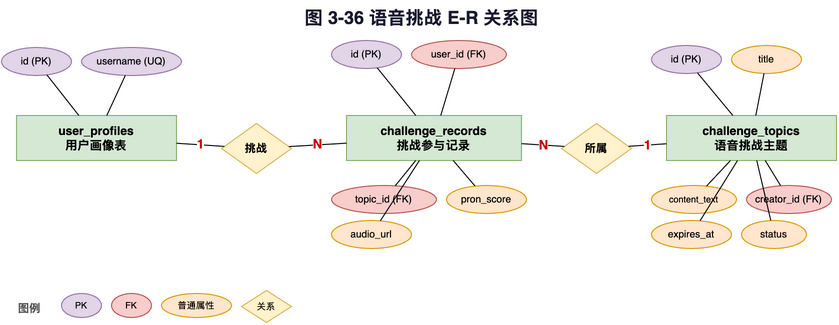 图 3-36 语音挑战 E-R 关系图
id (PK)
username (UQ)
id (PK)
user_id (FK)
id (PK)
title
user_profiles
用户画像表
1
挑战
N
challenge_records
挑战参与记录
N
所属
1
challenge_topics
语音挑战主题
topic_id (FK)
pron_score
content_text
creator_id (FK)
audio_url
expires_at
status
图例
PK
FK
普通属性
关系